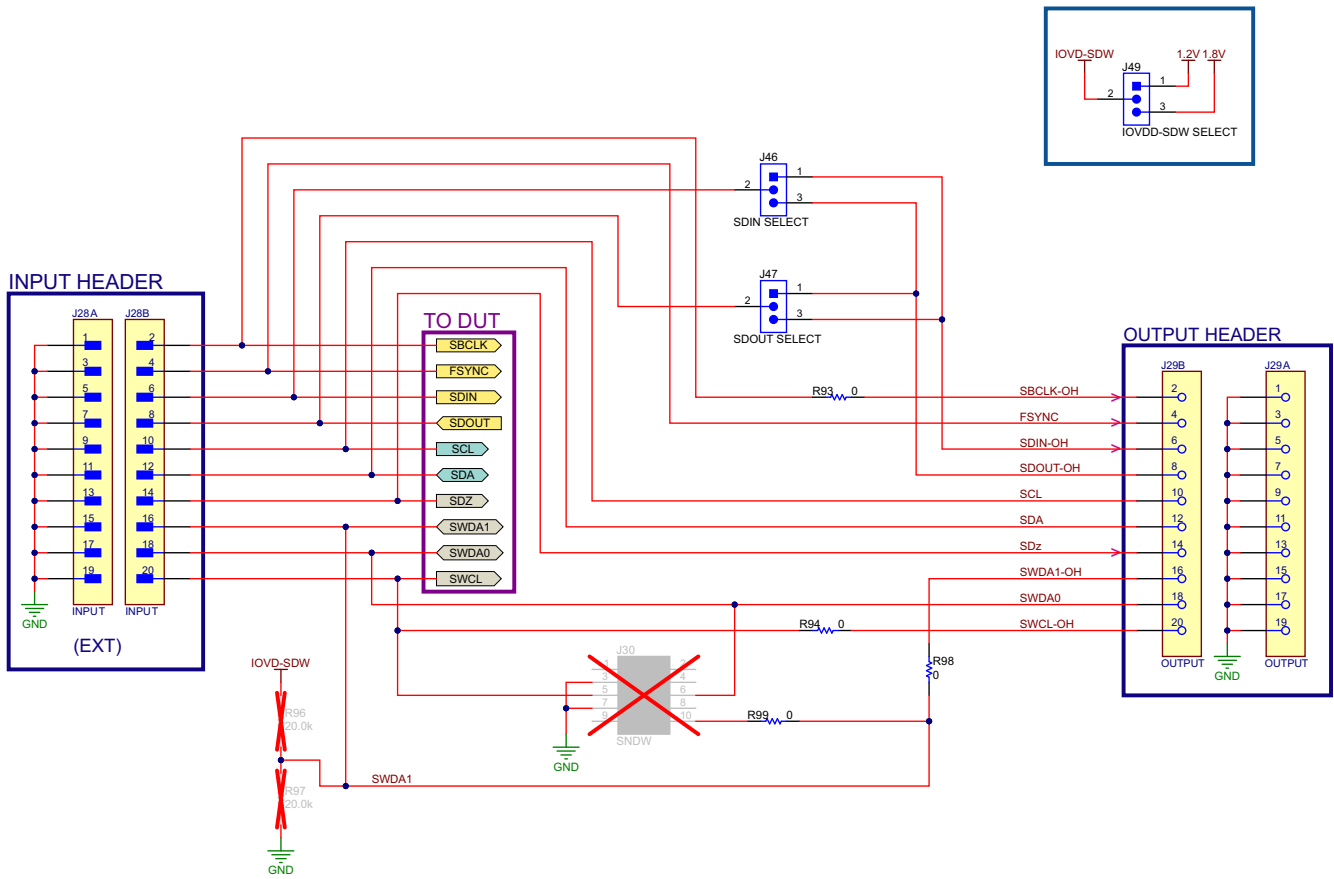 IOVD-SDW
1.2V 1.8V
J49
1
2
3
IOVDD-SDW SELECT
J46
1
2
3
SDIN SELECT
J47
1
2
3
SDOUT SELECT
INPUT HEADER
J28A
1
3
5
7
9
11
13
15
17
19
INPUT
J28B
2
4
6
8
10
12
14
16
18
20
INPUT
GND
(EXT)
TO DUT
SBCLK
FSYNC
SDIN
SDOUT
SCL
SDA
SDZ
SWDA1
SWDA0
SWCL
R93 0
R94 0
R98
0
R99 0
SBCLK-OH
FSYNC
SDIN-OH
SDOUT-OH
SCL
SDA
SDz
SWDA1-OH
SWDA0
SWCL-OH
OUTPUT HEADER
J29B
2
4
6
8
10
12
14
16
18
20
OUTPUT
J29A
1
3
5
7
9
11
13
15
17
19
OUTPUT
GND
J30
1
3
5
7
9
2
4
6
8
10
SNDW
GND
IOVD-SDW
R96
20.0k
R97
20.0k
GND
SWDA1